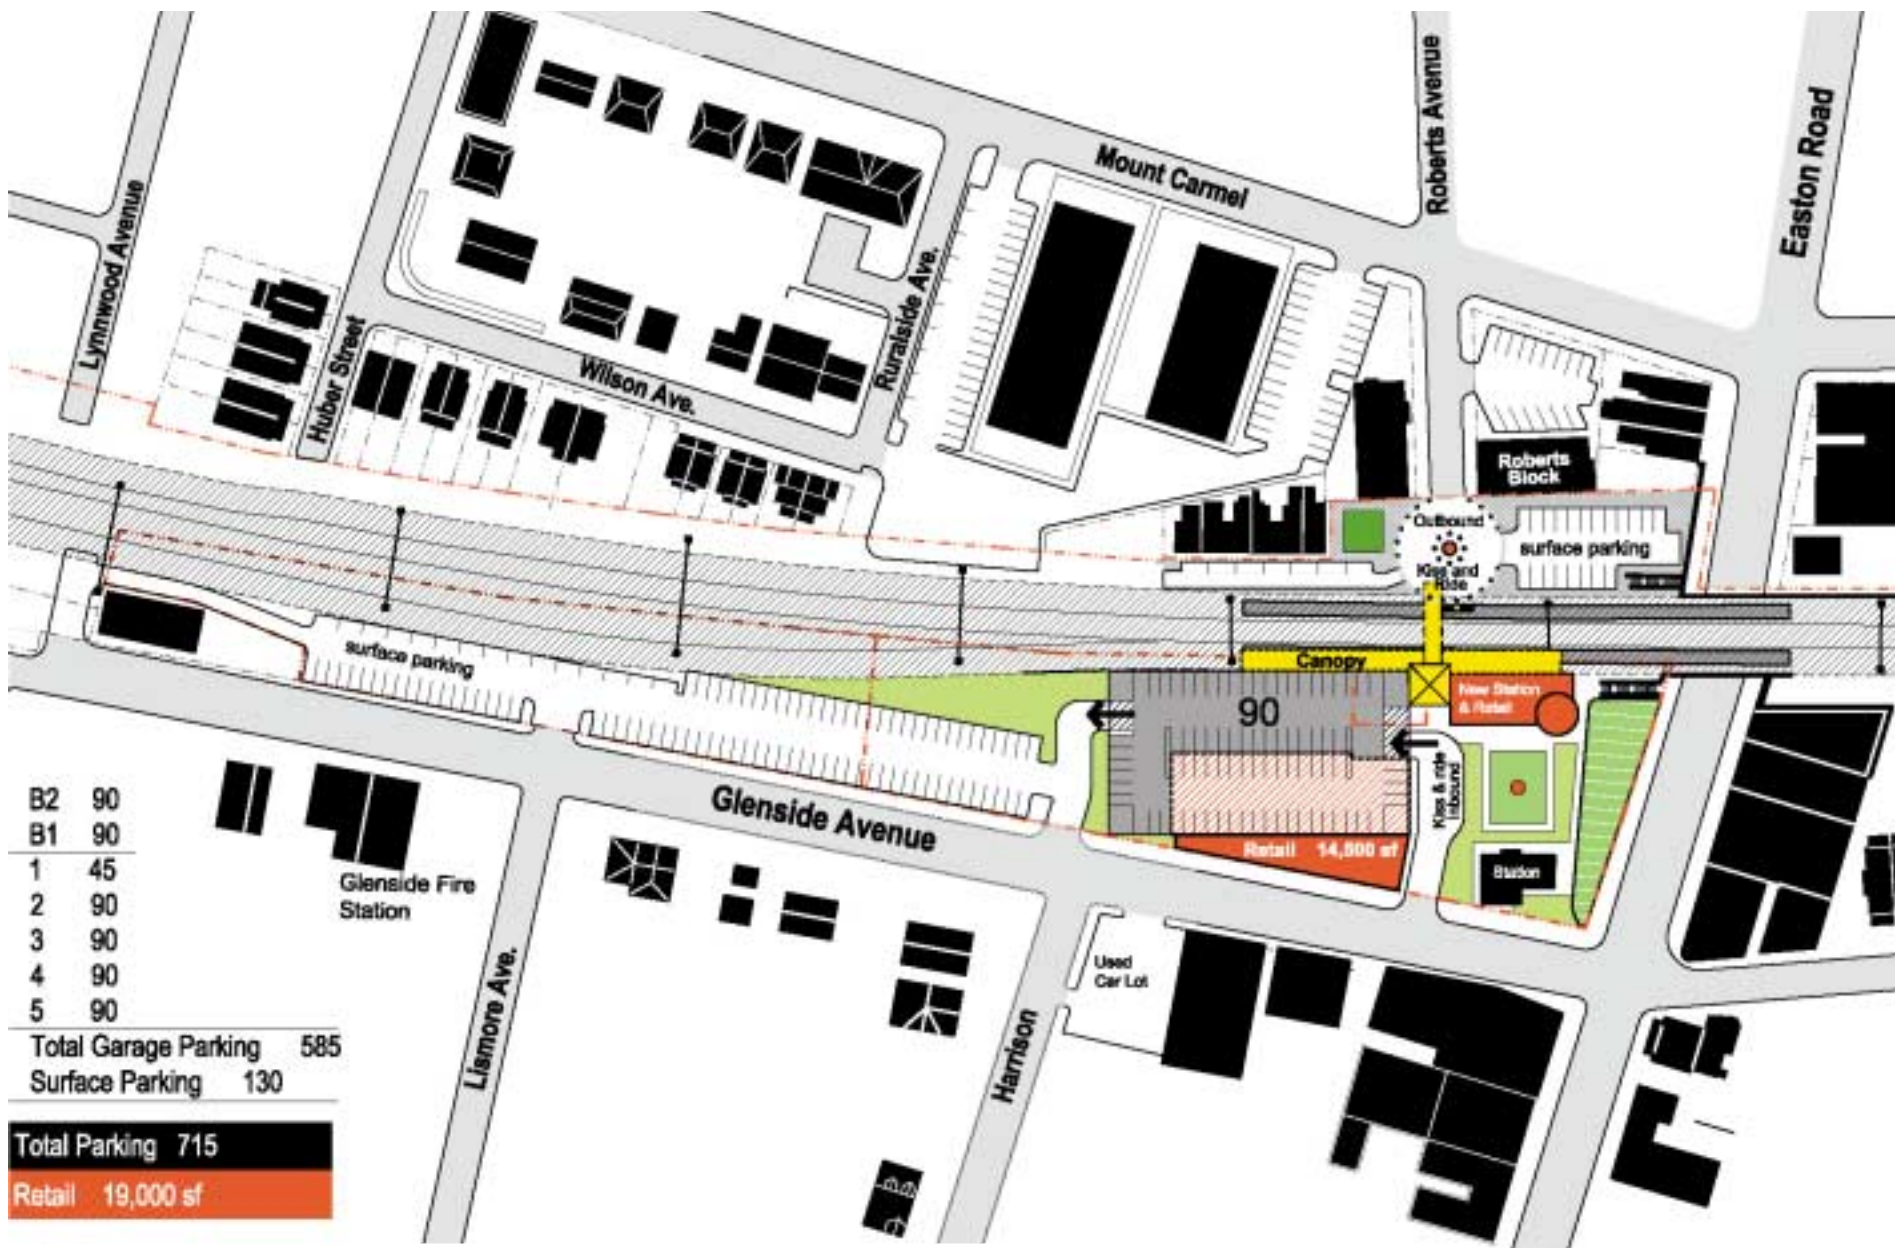 Mount Carmel
Roberts Avenue
Easton Road
Lynnwood Avenue
Huber Street
Wilson Ave.
Ruralside Ave.
Roberts
Block
Outbound
Kiss and
Ride
surface parking
surface parking
Canopy
90
New Station
& Retail
Kiss & ride
Inbound
Retail 14,500 sf
Station
Glenside Avenue
Glenside Fire
Station
Lismore Ave.
Harrison
Used
Car Lot
B2 90
B1 90
1 45
2 90
3 90
4 90
5 90
Total Garage Parking 585
Surface Parking 130
Total Parking 715
Retail 19,000 sf